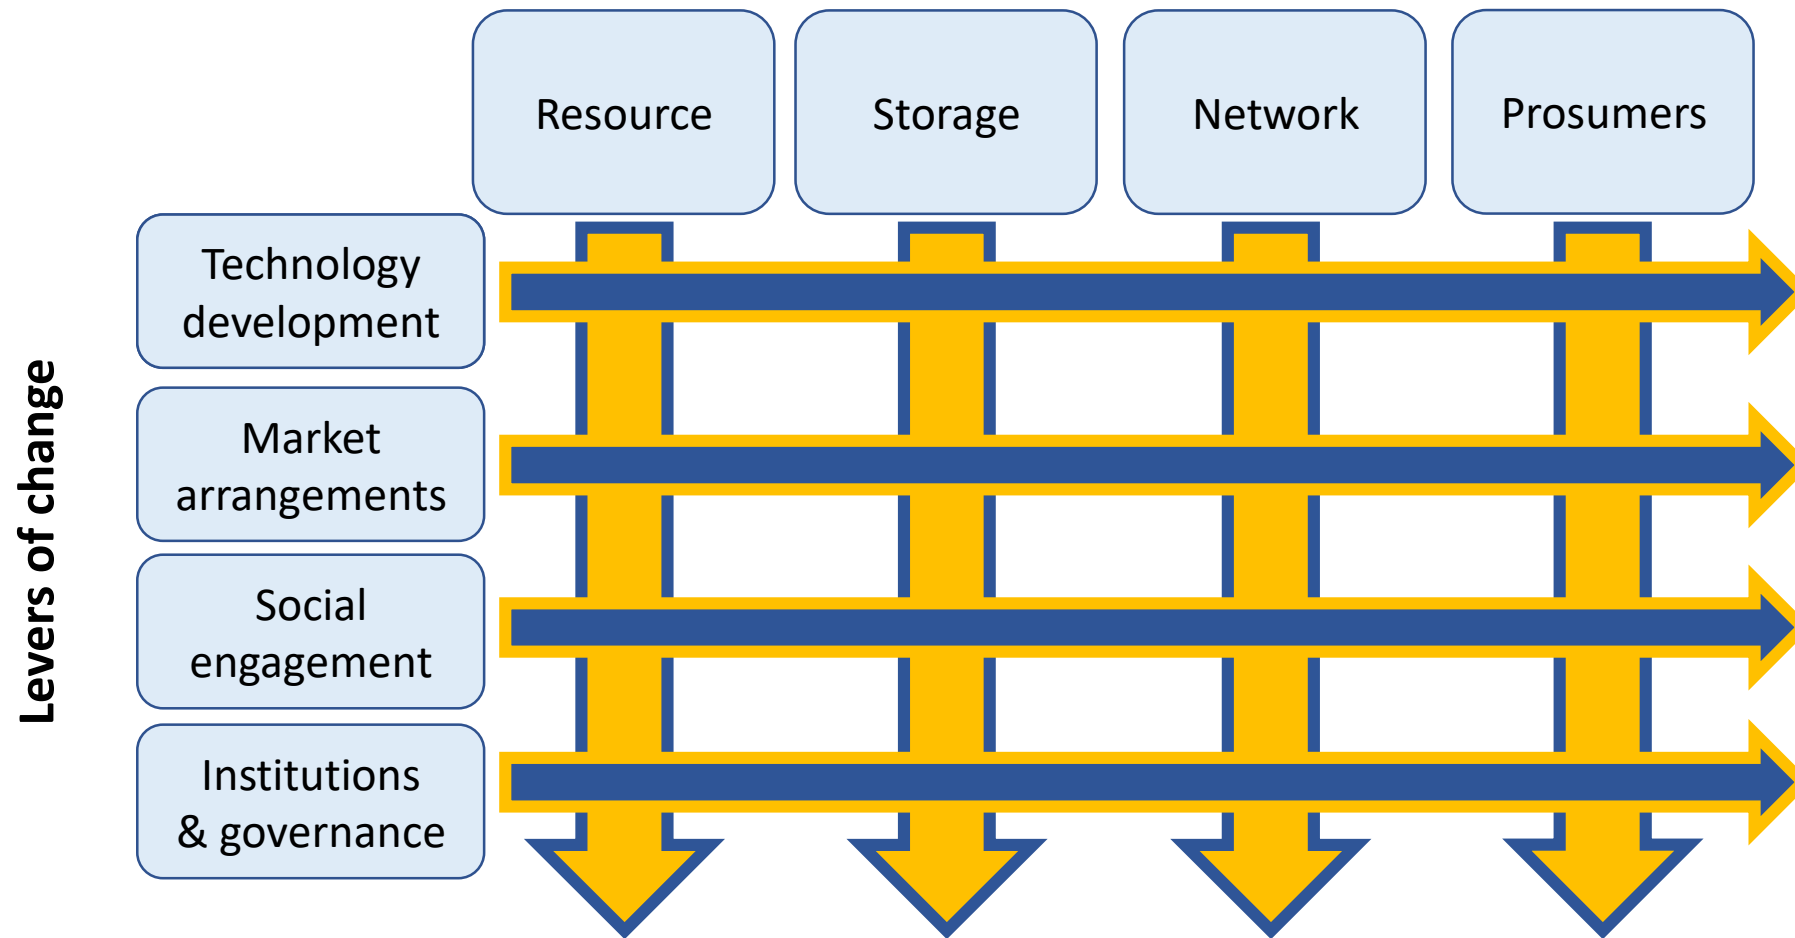 Resource
Storage
Network
Prosumers
Levers of change
Technology
development
Market
arrangements
Social
engagement
Institutions
& governance